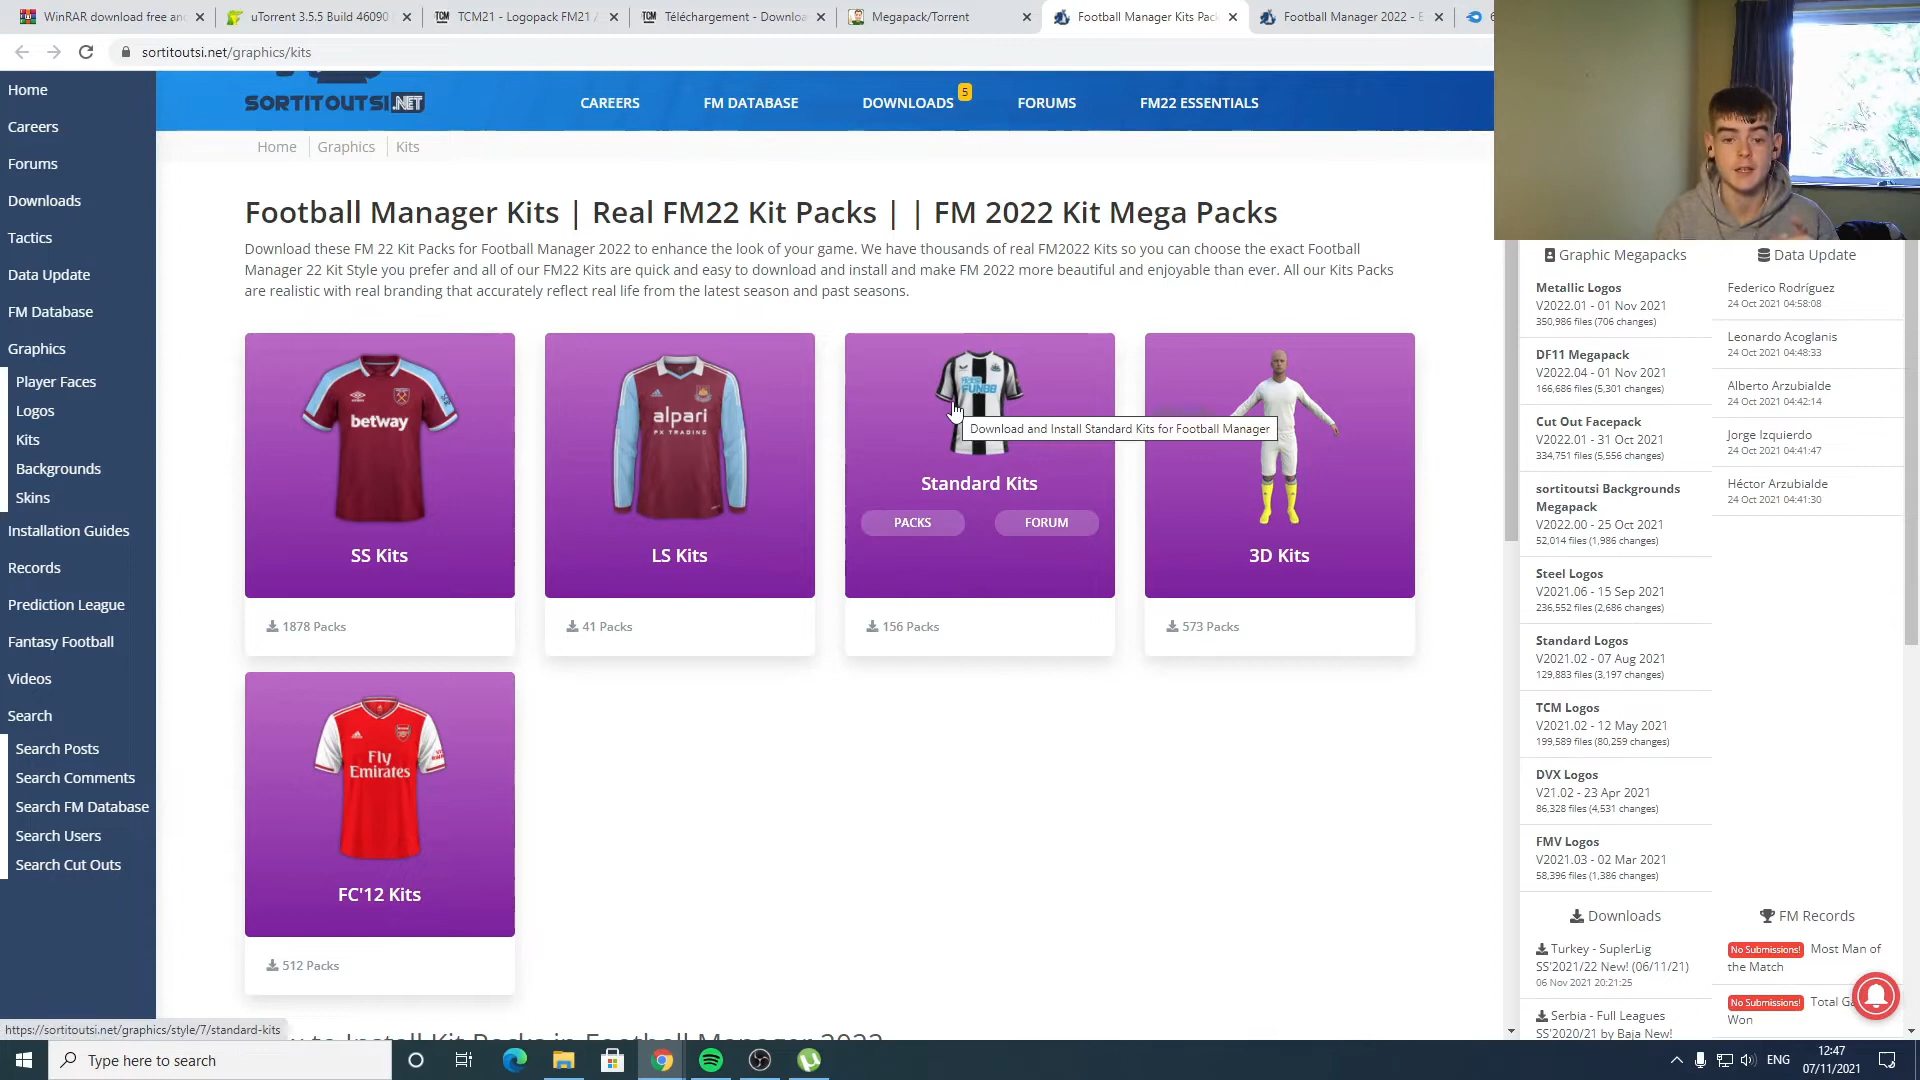 WinRAR download free an
uTorrent 3.5.5 Build 46090
TCM21 - Logopack FM21 /
Téléchargement - Downloa
Megapack/Torrent
Football Manager Kits Pac
Football Manager 2022 - E
sortitoutsi.net/graphics/kits
Home
Careers
Forums
Downloads
Tactics
Data Update
FM Database
Graphics
Player Faces
Logos
Kits
Backgrounds
Skins
Installation Guides
Records
Prediction League
Fantasy Football
Videos
Search
Search Posts
Search Comments
Search FM Database
Search Users
Search Cut Outs
SORTITOUTSI.NET
CAREERS
FM DATABASE
DOWNLOADS
5
FORUMS
FM22 ESSENTIALS
Home
Graphics
Kits
Football Manager Kits | Real FM22 Kit Packs | | FM 2022 Kit Mega Packs
Download these FM 22 Kit Packs for Football Manager 2022 to enhance the look of your game. We have thousands of real FM2022 Kits so you can choose the exact Football
Manager 22 Kit Style you prefer and all of our FM22 Kits are quick and easy to download and install and make FM 2022 more beautiful and enjoyable than ever. All our Kits Packs
are realistic with real branding that accurately reflect real life from the latest season and past seasons.
betway
SS Kits
1878 Packs
alpari
FX TRADING
LS Kits
41 Packs
FUN88
Download and Install Standard Kits for Football Manager
Standard Kits
PACKS
FORUM
156 Packs
3D Kits
573 Packs
Fly
Emirates
FC'12 Kits
512 Packs
to Install Kit Packs in Football Manager 2022
Graphic Megapacks
Metallic Logos
V2022.01 - 01 Nov 2021
350,986 files (706 changes)
DF11 Megapack
V2022.04 - 01 Nov 2021
166,686 files (5,301 changes)
Cut Out Facepack
V2022.01 - 31 Oct 2021
334,751 files (5,556 changes)
sortitoutsi Backgrounds
Megapack
V2022.00 - 25 Oct 2021
52,014 files (1,986 changes)
Steel Logos
V2021.06 - 15 Sep 2021
236,552 files (2,686 changes)
Standard Logos
V2021.02 - 07 Aug 2021
129,883 files (3,197 changes)
TCM Logos
V2021.02 - 12 May 2021
199,589 files (80,259 changes)
DVX Logos
V21.02 - 23 Apr 2021
86,328 files (4,531 changes)
FMV Logos
V2021.03 - 02 Mar 2021
58,396 files (1,386 changes)
Data Update
Federico Rodríguez
24 Oct 2021 04:58:08
Leonardo Acoglanis
24 Oct 2021 04:48:33
Alberto Arzubialde
24 Oct 2021 04:42:14
Jorge Izquierdo
24 Oct 2021 04:41:47
Héctor Arzubialde
24 Oct 2021 04:41:30
Downloads
Turkey - SuplerLig
SS'2021/22 New! (06/11/21)
06 Nov 2021 20:21:25
Serbia - Full Leagues
SS'2020/21 by Baja New!
FM Records
No Submissions! Most Man of
the Match
No Submissions! Total Ga
Won
https://sortitoutsi.net/graphics/style/7/standard-kits
Type here to search
ENG
12:47
07/11/2021